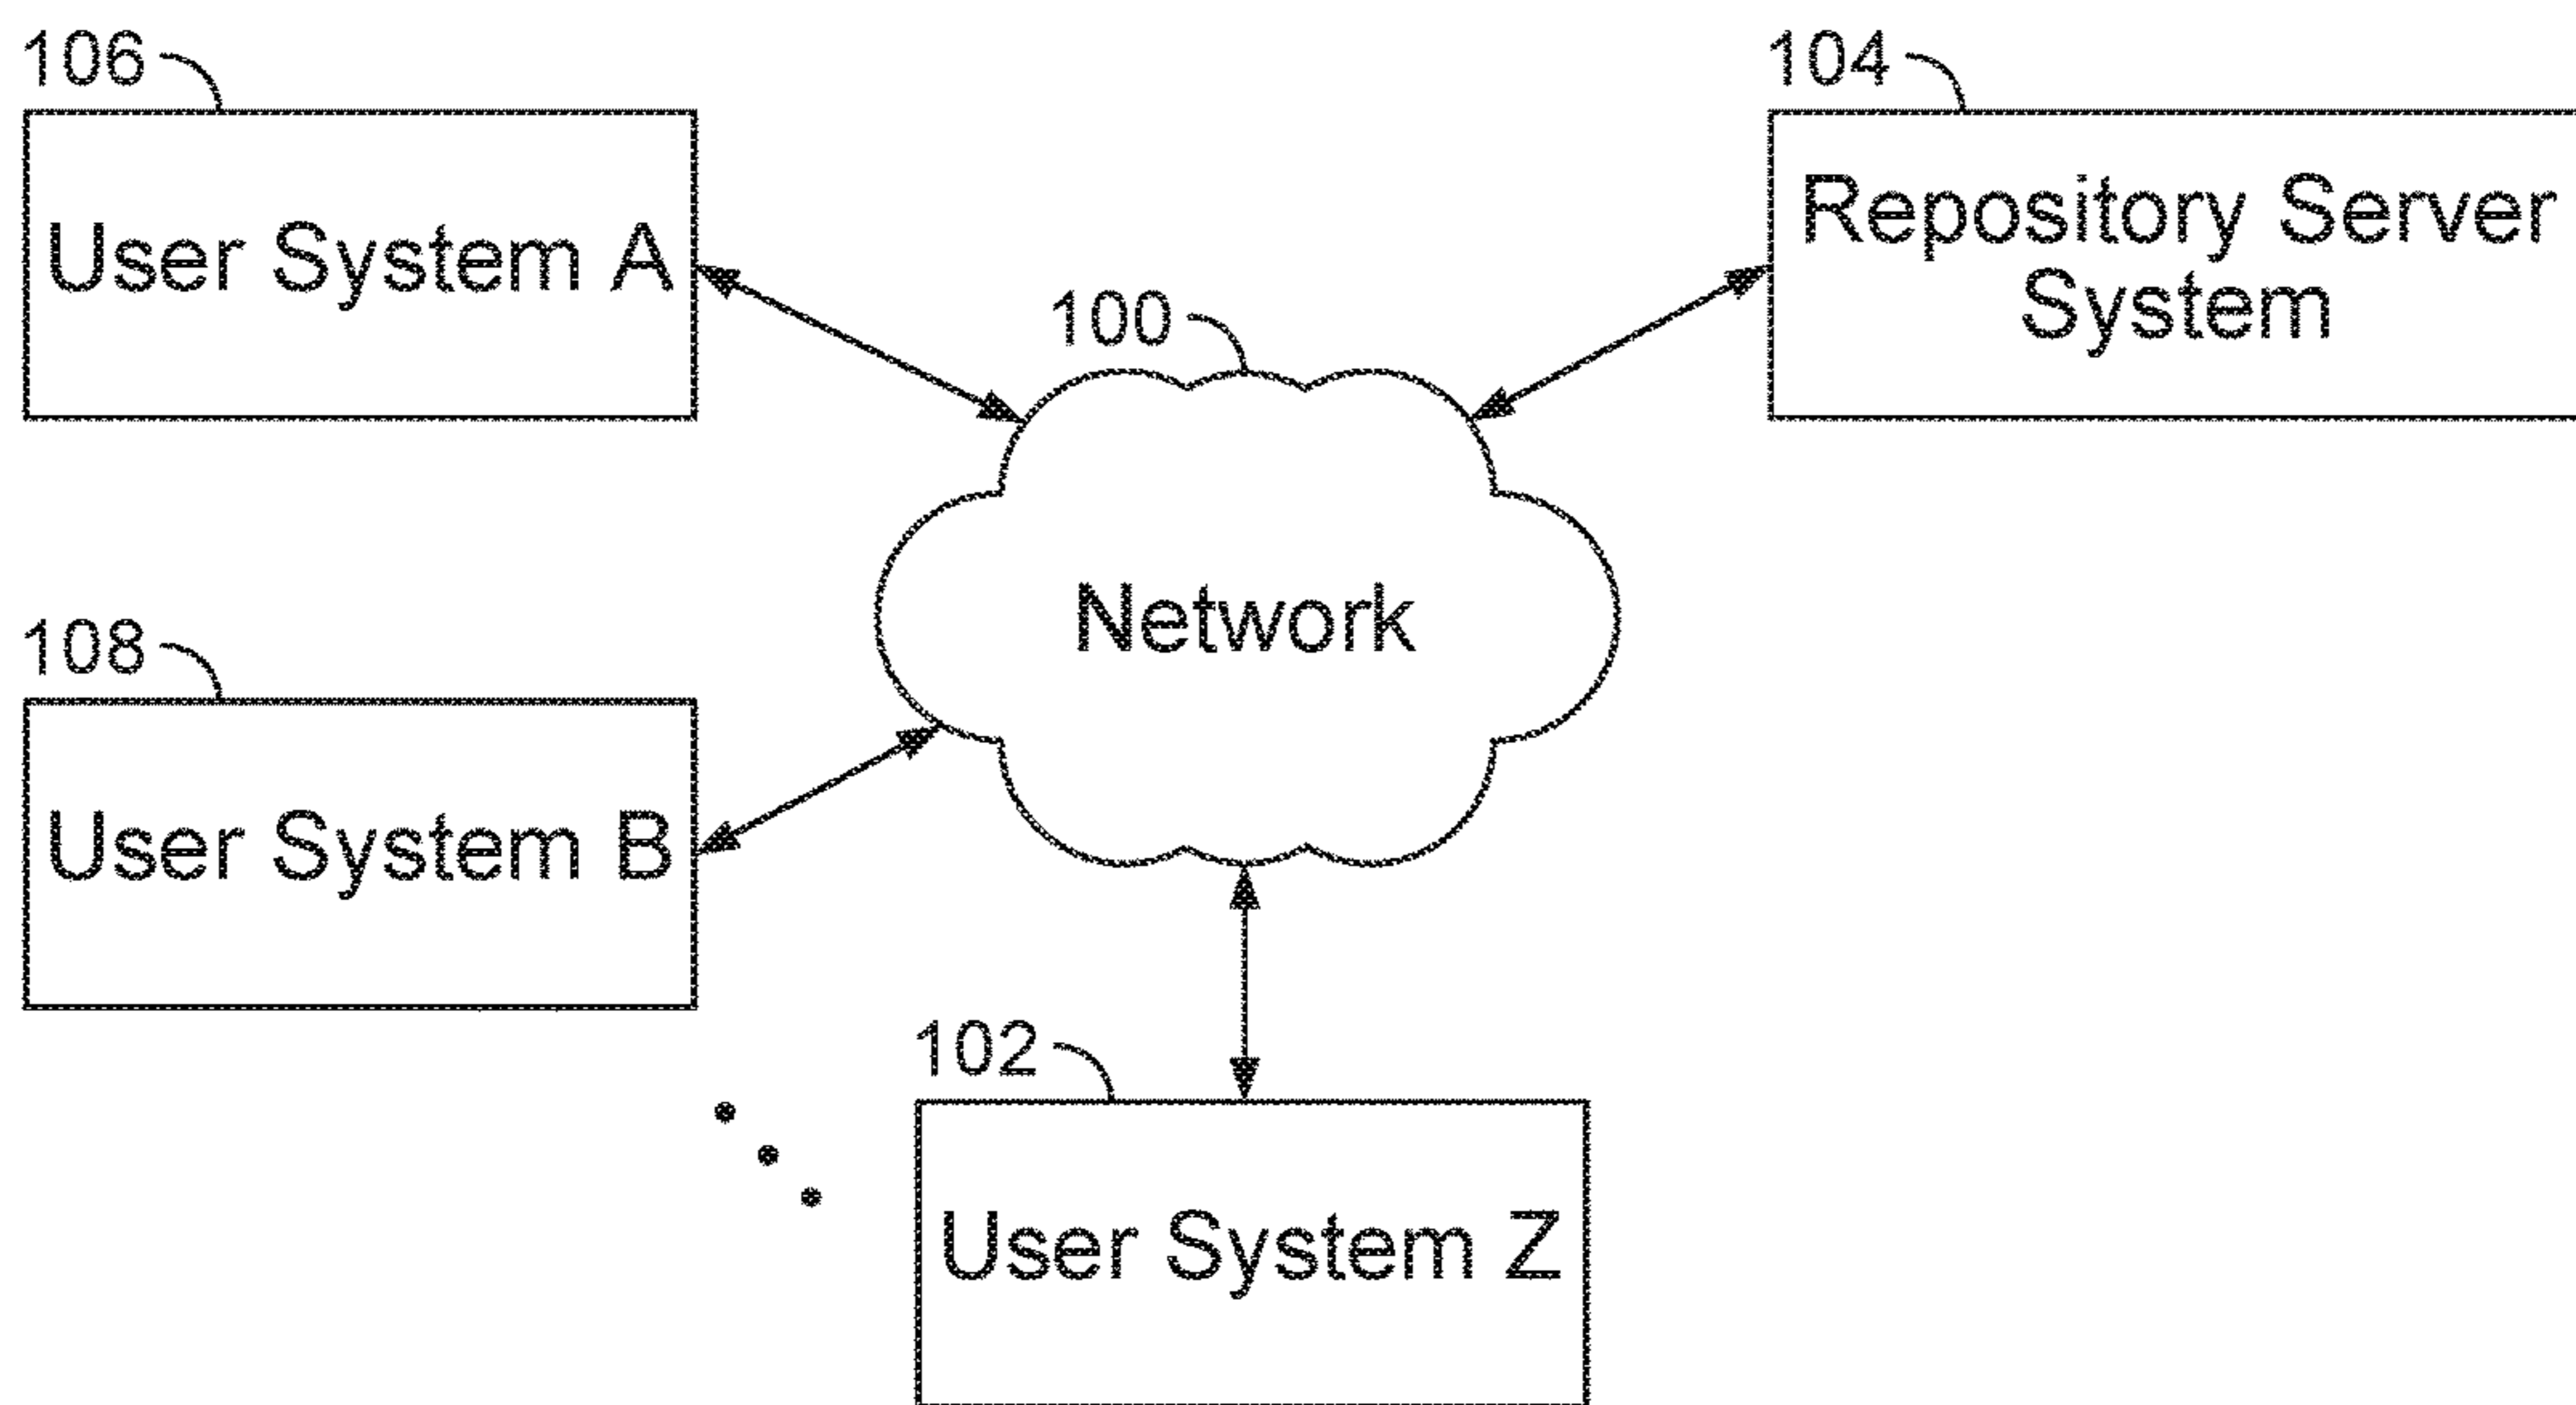 106
User System A
104
Repository Server
System
100
Network
108
User System B
102
User System Z